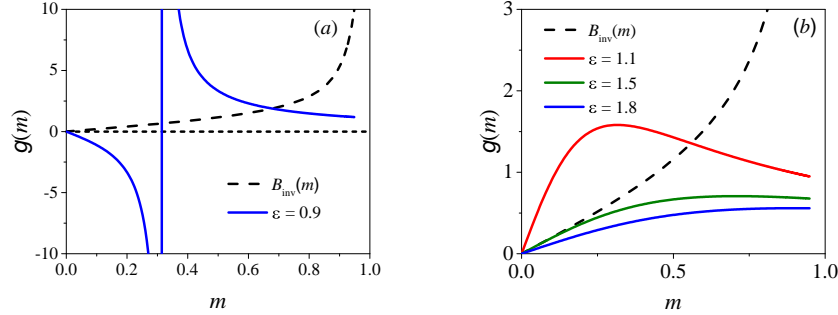 (a)
10
5
0
-5
-10
g(m)
B_inv(m)
ε = 0.9
0.0 0.2 0.4 0.6 0.8 1.0
m
(b)
3
2
1
0
g(m)
B_inv(m)
ε = 1.1
ε = 1.5
ε = 1.8
0.0 0.5 1.0
m